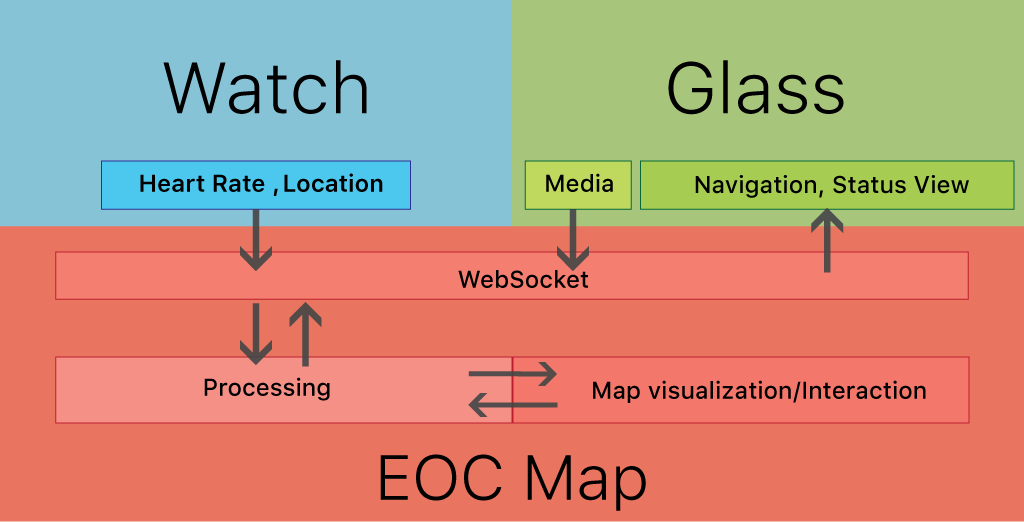 Watch
Glass
Heart Rate ,Location
Media
Navigation, Status View
WebSocket
Processing
Map visualization/Interaction
EOC Map